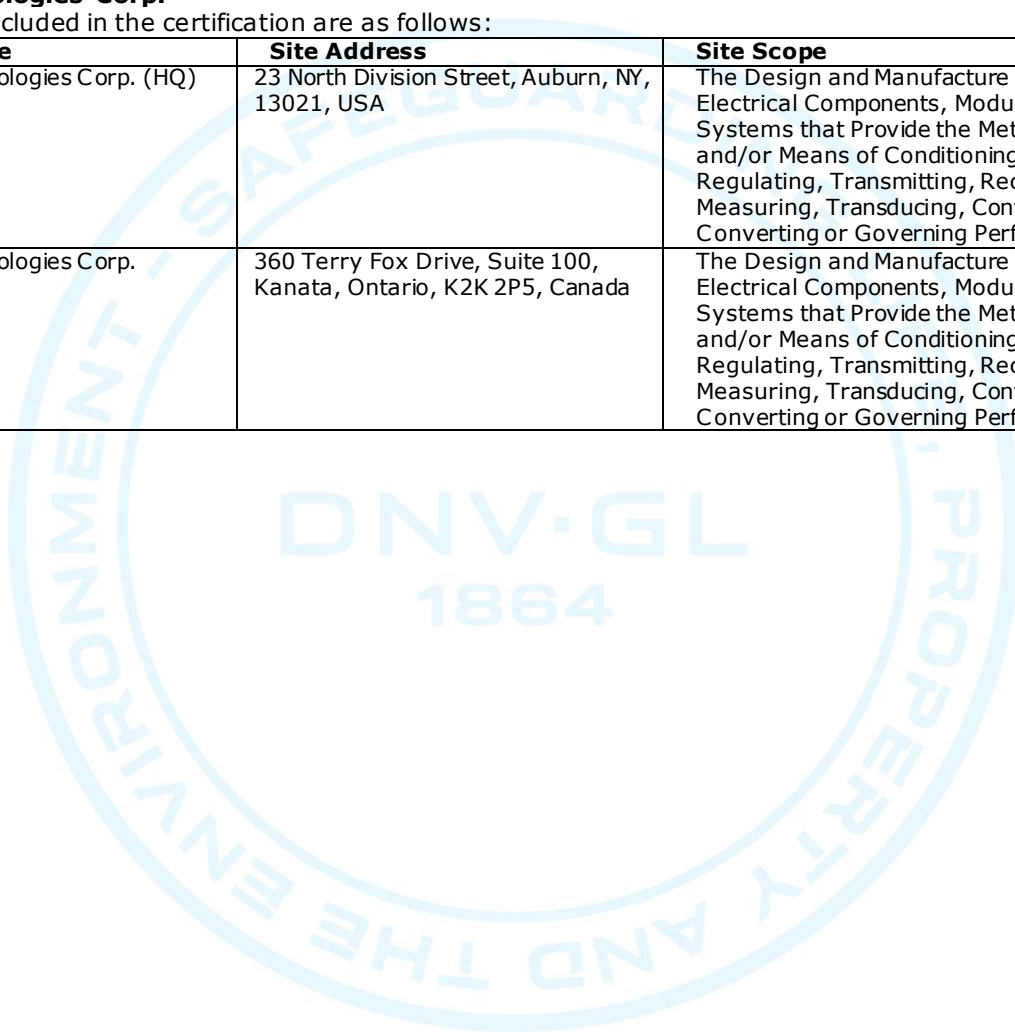 ologies Corp.
cluded in the certification are as follows:
e
Site Address
Site Scope
ologies Corp. (HQ)
23 North Division Street, Auburn, NY,
13021, USA
The Design and Manufacture
Electrical Components, Modu
Systems that Provide the Met
and/or Means of Conditioning
Regulating, Transmitting, Rec
Measuring, Transducing, Con
Converting or Governing Perf
ologies Corp.
360 Terry Fox Drive, Suite 100,
Kanata, Ontario, K2K 2P5, Canada
The Design and Manufacture
Electrical Components, Modu
Systems that Provide the Met
and/or Means of Conditioning
Regulating, Transmitting, Rec
Measuring, Transducing, Con
Converting or Governing Perf
DNV·GL
1864
SAFEGUARDING LIFE, PROPERTY AND THE ENVIRONMENT -